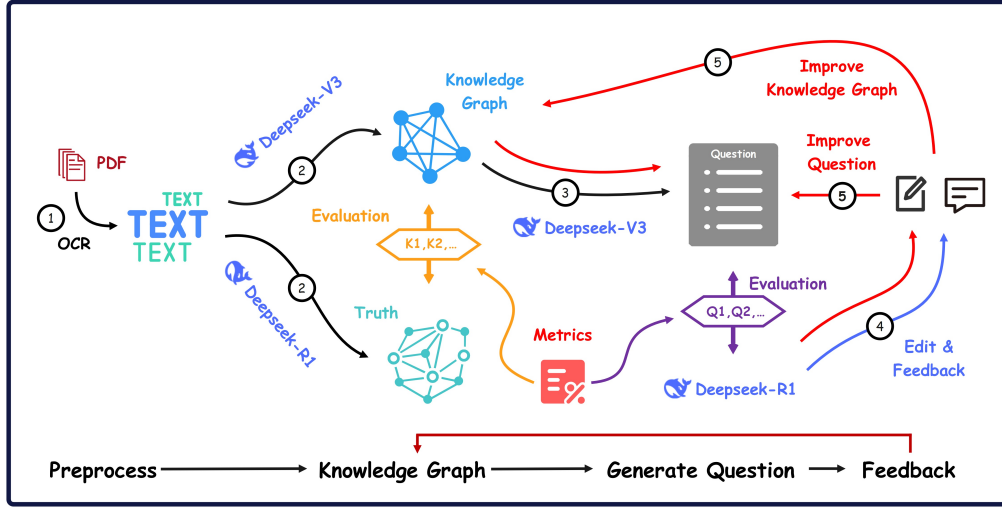 5
Improve
Knowledge Graph
Knowledge
Graph
Deepseek-V3
PDF
2
Improve
Question
Question
5
3
TEXT
TEXT
TEXT
1
OCR
Evaluation
K1,K2,...
Deepseek-V3
Deepseek-R1
2
Evaluation
Q1,Q2,...
Truth
Metrics
4
Edit &
Feedback
Deepseek-R1
Preprocess
Knowledge Graph
Generate Question
Feedback